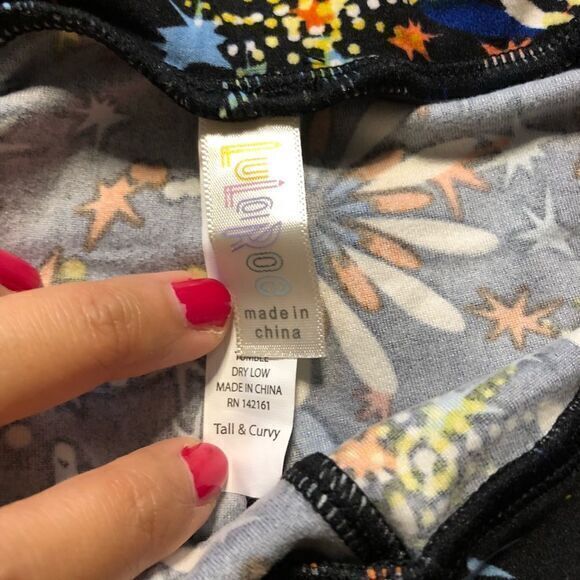 LuLaRoe
made in
china
TUMBLE
DRY LOW
MADE IN CHINA
RN 142161
Tall & Curvy